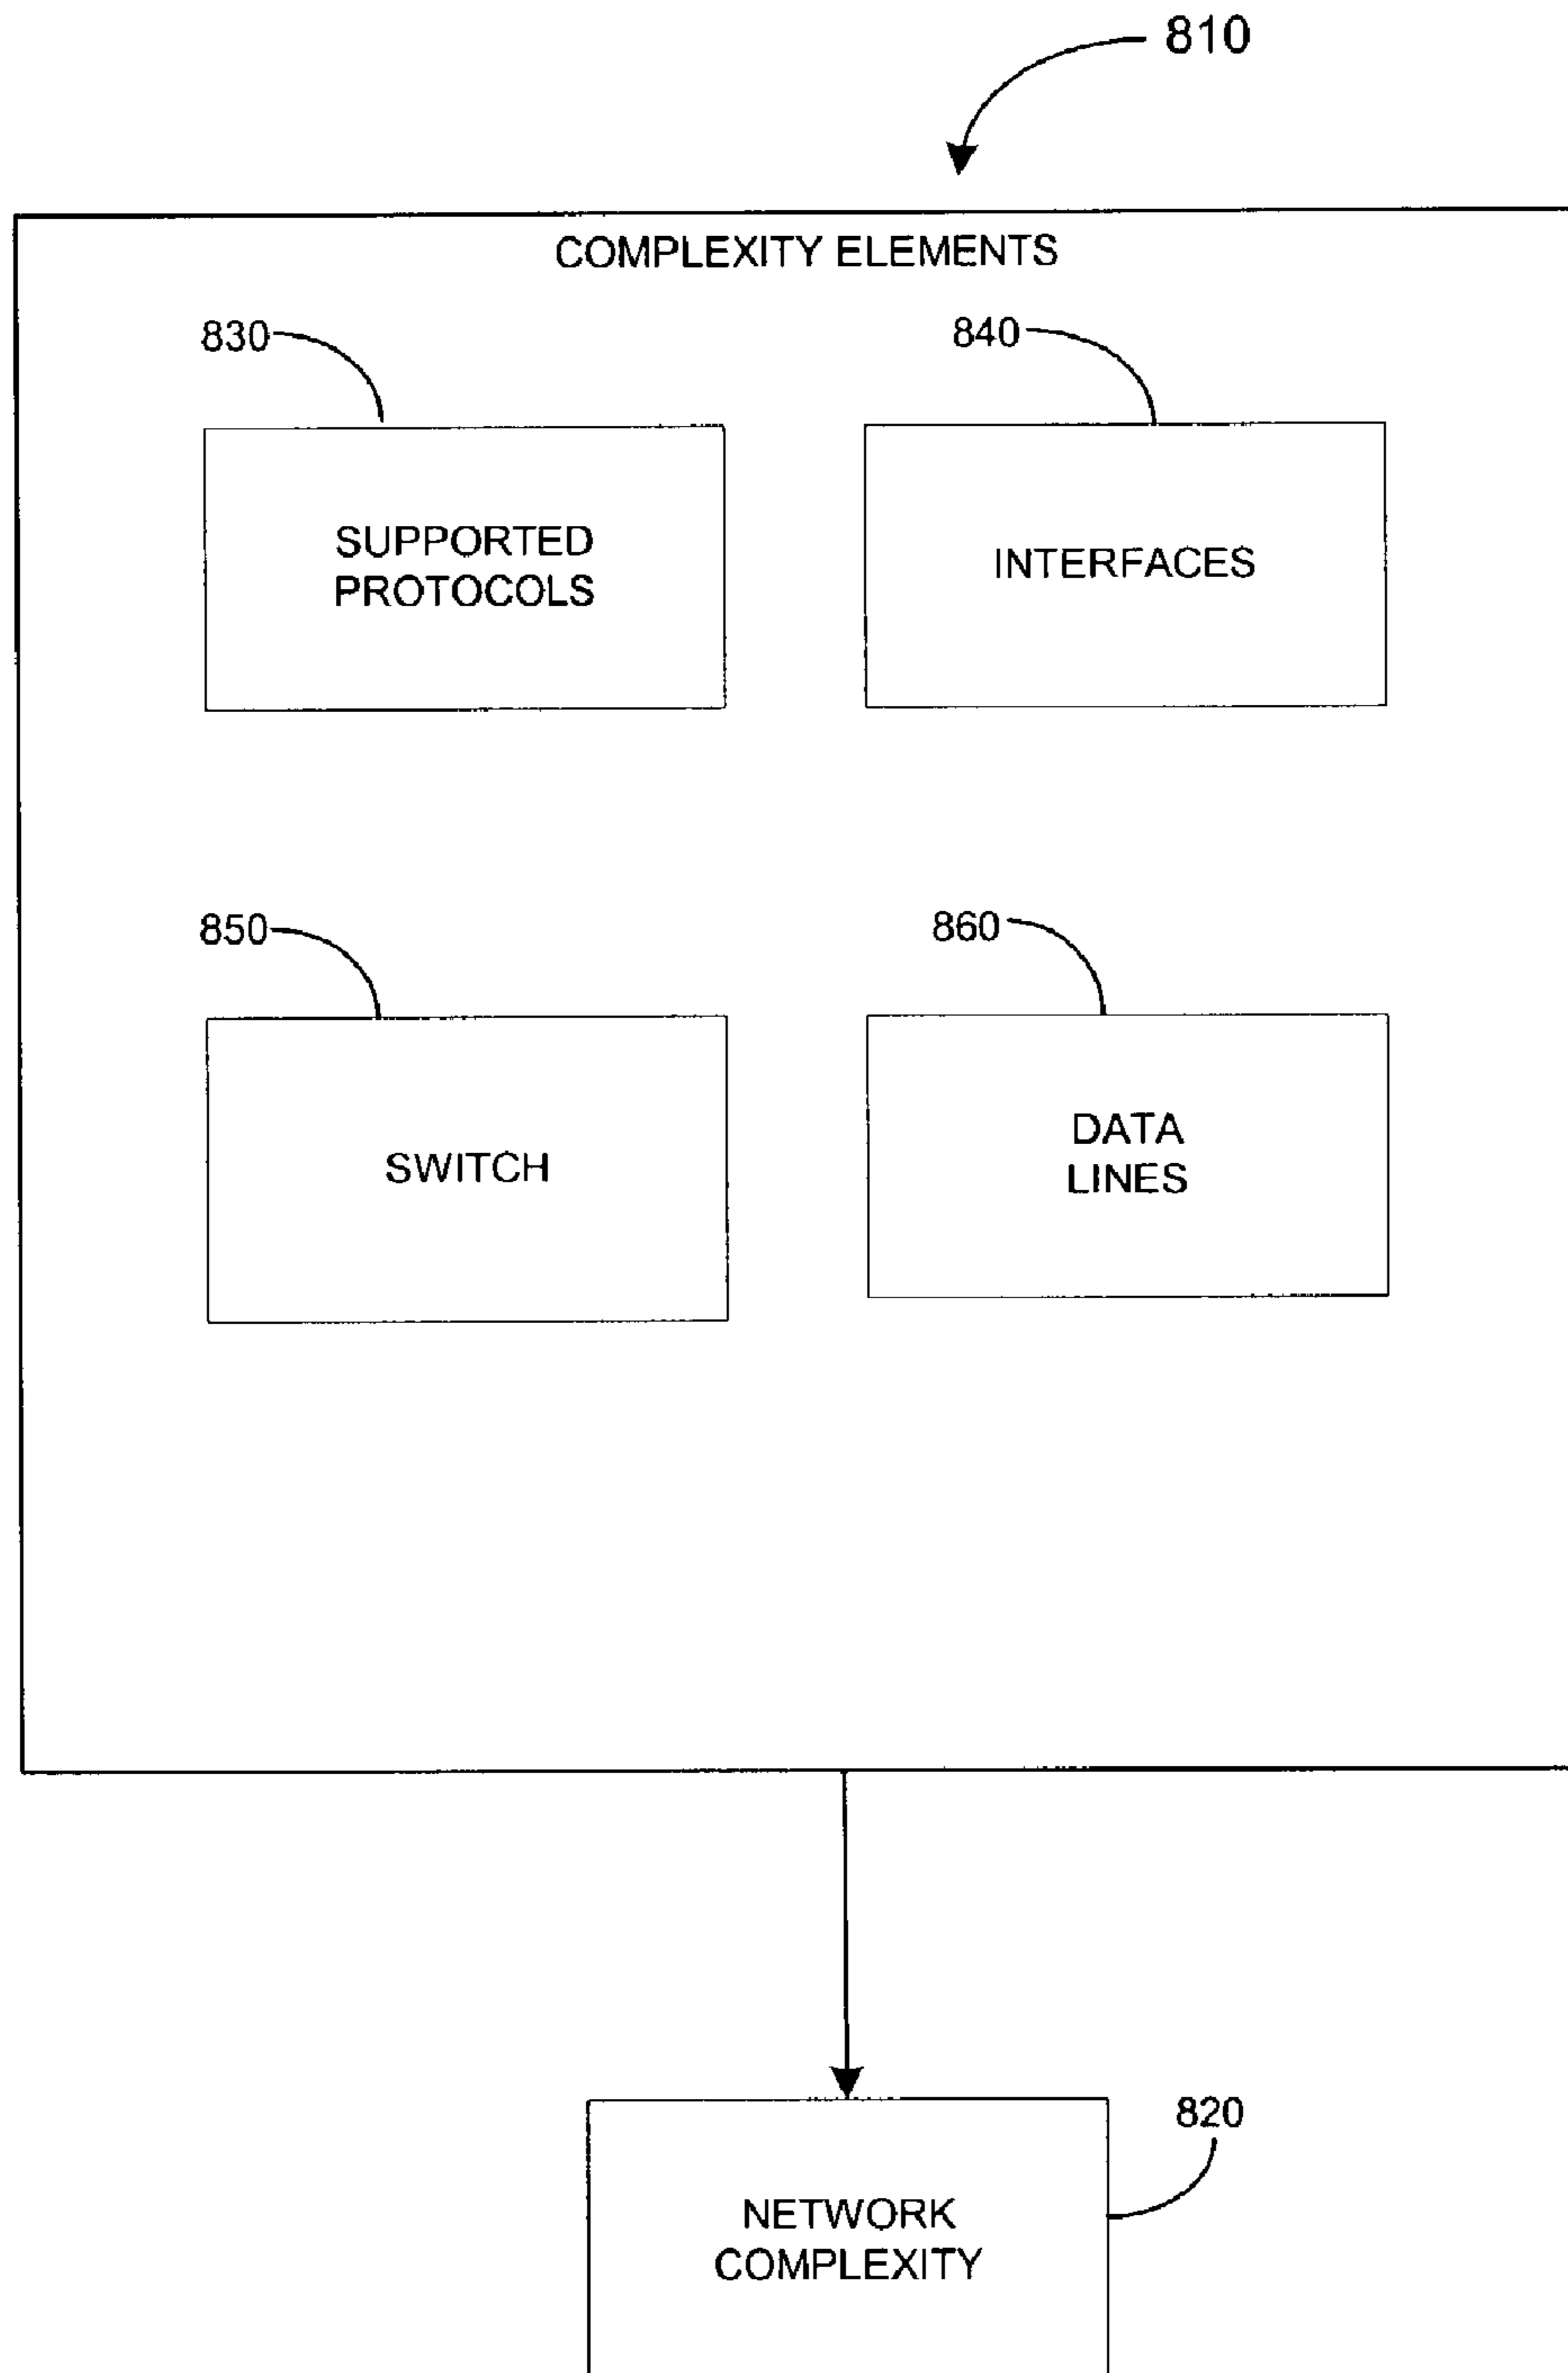 810
COMPLEXITY ELEMENTS
830
840
SUPPORTED
PROTOCOLS
INTERFACES
850
860
SWITCH
DATA
LINES
820
NETWORK
COMPLEXITY